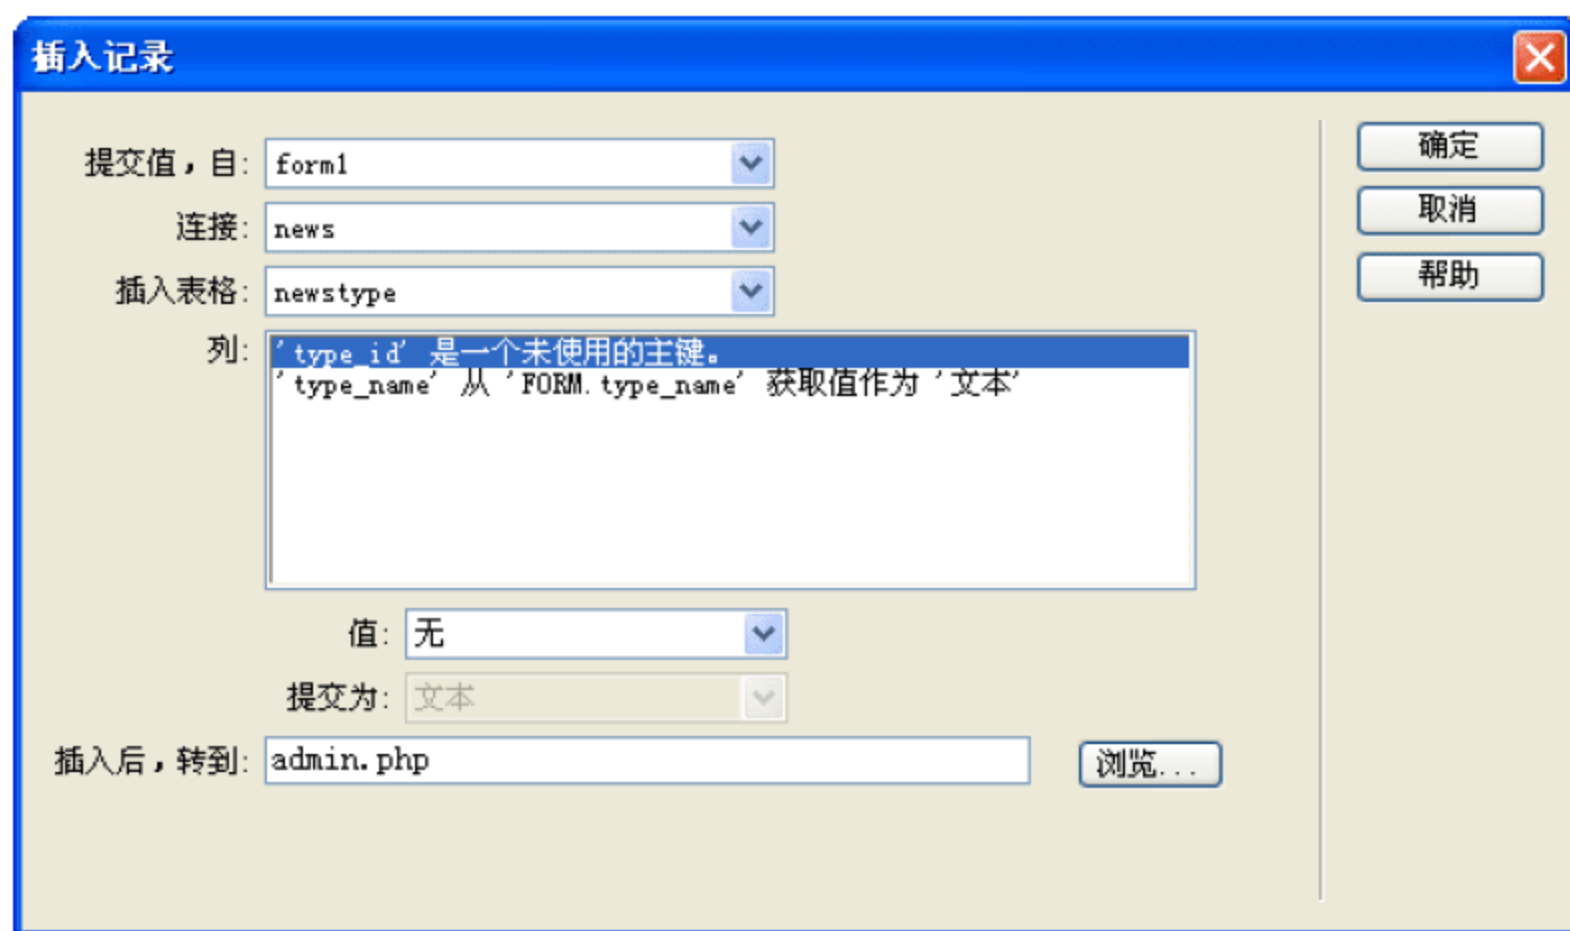 插入记录
提交值，自: form1
连接: news
插入表格: newstype
列: 'type_id' 是一个未使用的主键。
'type_name' 从 'FORM.type_name' 获取值作为 '文本'
值: 无
提交为: 文本
插入后，转到: admin.php 浏览...
确定
取消
帮助